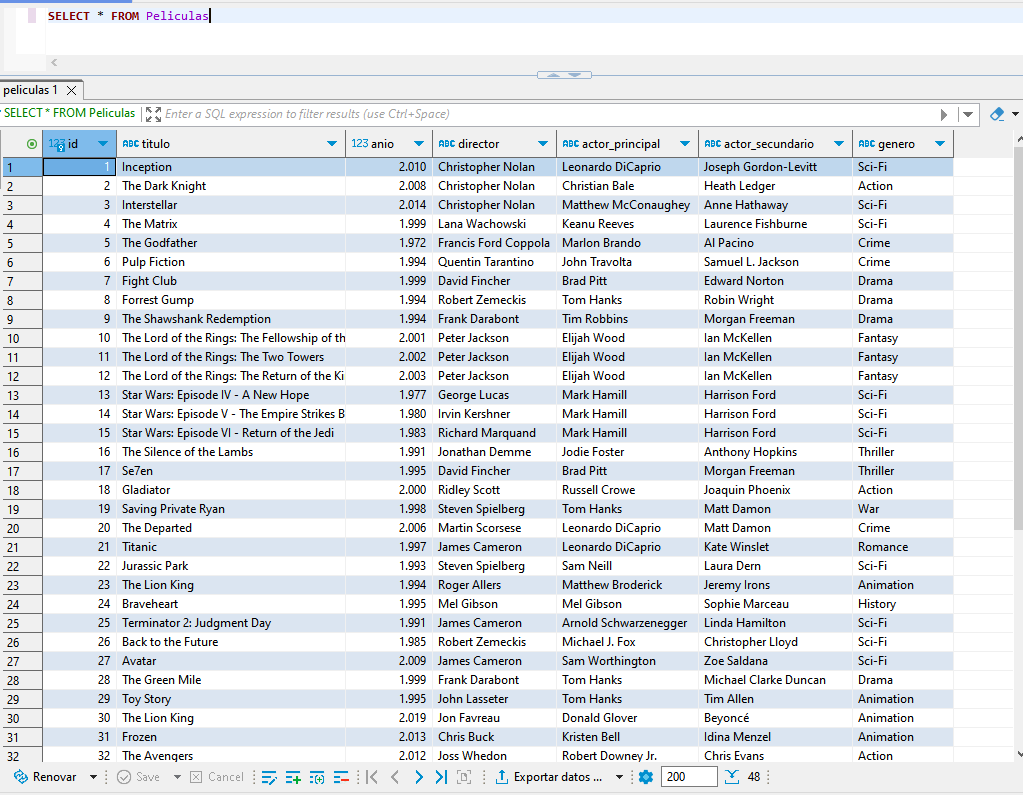 SELECT * FROM Peliculas
peliculas 1
SELECT * FROM Peliculas Enter a SQL expression to filter results (use Ctrl+Space)
123 id ABC titulo 123 anio ABC director ABC actor_principal ABC actor_secundario ABC genero
1 1 Inception 2.010 Christopher Nolan Leonardo DiCaprio Joseph Gordon-Levitt Sci-Fi
2 2 The Dark Knight 2.008 Christopher Nolan Christian Bale Heath Ledger Action
3 3 Interstellar 2.014 Christopher Nolan Matthew McConaughey Anne Hathaway Sci-Fi
4 4 The Matrix 1.999 Lana Wachowski Keanu Reeves Laurence Fishburne Sci-Fi
5 5 The Godfather 1.972 Francis Ford Coppola Marlon Brando Al Pacino Crime
6 6 Pulp Fiction 1.994 Quentin Tarantino John Travolta Samuel L. Jackson Crime
7 7 Fight Club 1.999 David Fincher Brad Pitt Edward Norton Drama
8 8 Forrest Gump 1.994 Robert Zemeckis Tom Hanks Robin Wright Drama
9 9 The Shawshank Redemption 1.994 Frank Darabont Tim Robbins Morgan Freeman Drama
10 10 The Lord of the Rings: The Fellowship of th 2.001 Peter Jackson Elijah Wood Ian McKellen Fantasy
11 11 The Lord of the Rings: The Two Towers 2.002 Peter Jackson Elijah Wood Ian McKellen Fantasy
12 12 The Lord of the Rings: The Return of the Ki 2.003 Peter Jackson Elijah Wood Ian McKellen Fantasy
13 13 Star Wars: Episode IV - A New Hope 1.977 George Lucas Mark Hamill Harrison Ford Sci-Fi
14 14 Star Wars: Episode V - The Empire Strikes B 1.980 Irvin Kershner Mark Hamill Harrison Ford Sci-Fi
15 15 Star Wars: Episode VI - Return of the Jedi 1.983 Richard Marquand Mark Hamill Harrison Ford Sci-Fi
16 16 The Silence of the Lambs 1.991 Jonathan Demme Jodie Foster Anthony Hopkins Thriller
17 17 Se7en 1.995 David Fincher Brad Pitt Morgan Freeman Thriller
18 18 Gladiator 2.000 Ridley Scott Russell Crowe Joaquin Phoenix Action
19 19 Saving Private Ryan 1.998 Steven Spielberg Tom Hanks Matt Damon War
20 20 The Departed 2.006 Martin Scorsese Leonardo DiCaprio Matt Damon Crime
21 21 Titanic 1.997 James Cameron Leonardo DiCaprio Kate Winslet Romance
22 22 Jurassic Park 1.993 Steven Spielberg Sam Neill Laura Dern Sci-Fi
23 23 The Lion King 1.994 Roger Allers Matthew Broderick Jeremy Irons Animation
24 24 Braveheart 1.995 Mel Gibson Mel Gibson Sophie Marceau History
25 25 Terminator 2: Judgment Day 1.991 James Cameron Arnold Schwarzenegger Linda Hamilton Sci-Fi
26 26 Back to the Future 1.985 Robert Zemeckis Michael J. Fox Christopher Lloyd Sci-Fi
27 27 Avatar 2.009 James Cameron Sam Worthington Zoe Saldana Sci-Fi
28 28 The Green Mile 1.999 Frank Darabont Tom Hanks Michael Clarke Duncan Drama
29 29 Toy Story 1.995 John Lasseter Tom Hanks Tim Allen Animation
30 30 The Lion King 2.019 Jon Favreau Donald Glover Beyoncé Animation
31 31 Frozen 2.013 Chris Buck Kristen Bell Idina Menzel Animation
32 32 The Avengers 2.012 Joss Whedon Robert Downey Jr. Chris Evans Action
Renovar Save Cancel Exportar datos ... 200 48